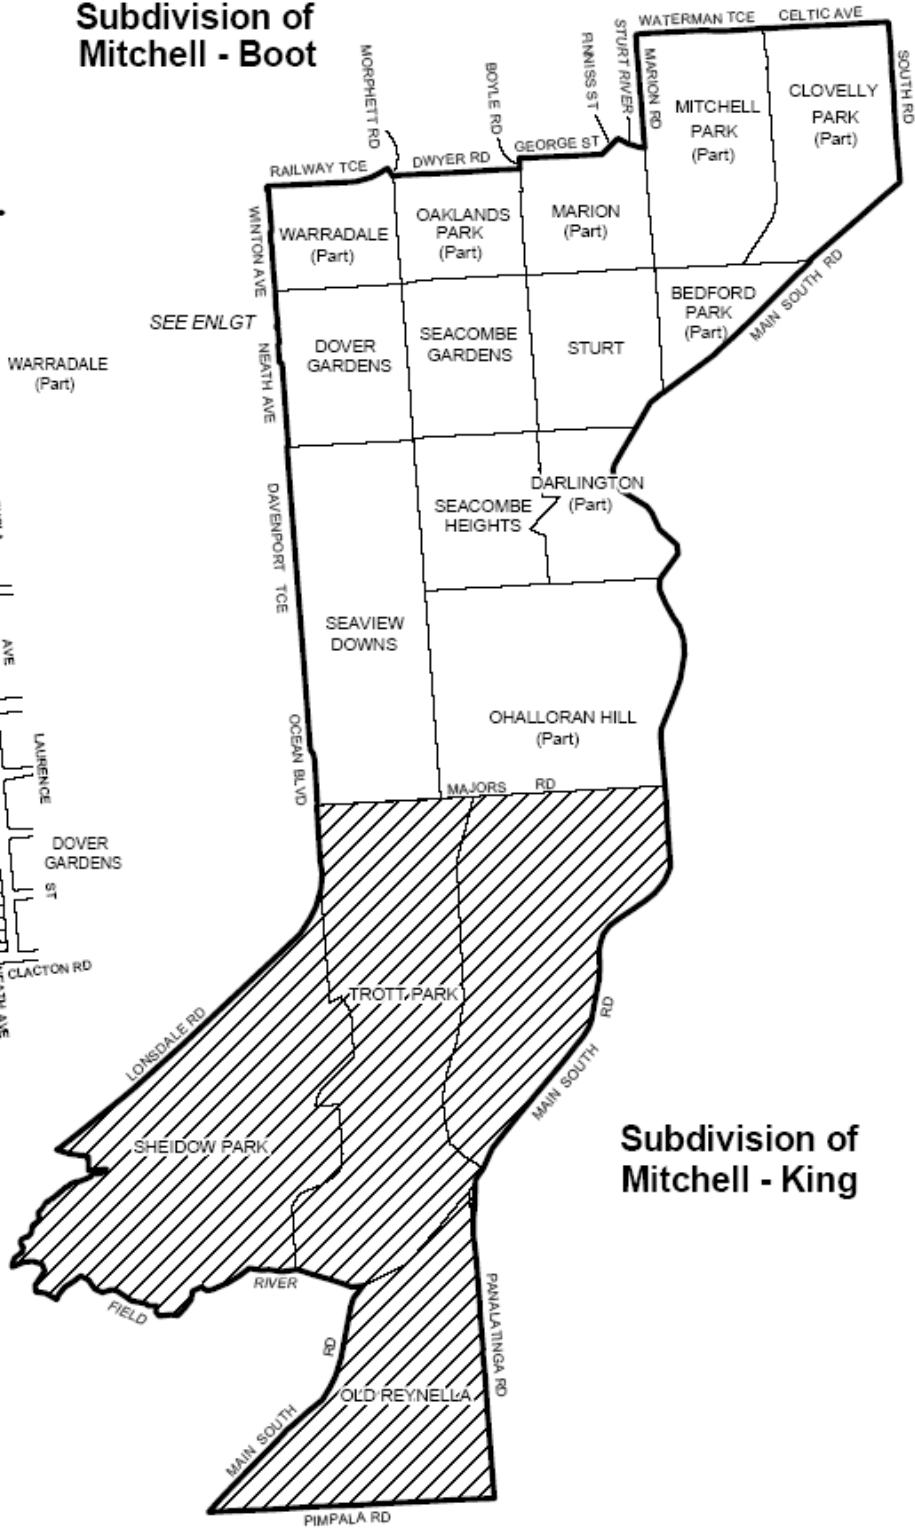 Subdivision of
Mitchell - Boot
WATERMAN TCE
CELTIC AVE
MORPHETT RD
BOYLE RD
FINNISS ST
STURT RIVER
MARION RD
SOUTH RD
MITCHELL
PARK
(Part)
CLOVELLY
PARK
(Part)
RAILWAY TCE
DWYER RD
GEORGE ST
WINTON AVE
WARRADALE
(Part)
OAKLANDS
PARK
(Part)
MARION
(Part)
BEDFORD
PARK
(Part)
MAIN SOUTH RD
SEE ENLGT
NEATH AVE
DOVER
GARDENS
SEACOMBE
GARDENS
STURT
WARRADALE
(Part)
DAVENPORT TCE
SEACOMBE
HEIGHTS
DARLINGTON
(Part)
SEAVIEW
DOWNS
AVE
OHALLORAN HILL
(Part)
OCEAN BLVD
MAJORS RD
LAURENCE
ST
DOVER
GARDENS
CLACTON RD
NEATH AVE
TROTT PARK
LONSDALE RD
MAIN SOUTH RD
SHEIDOW PARK
Subdivision of
Mitchell - King
FIELD RIVER
PANALATINGA RD
OLD REYNELLA
MAIN SOUTH RD
PIMPALA RD